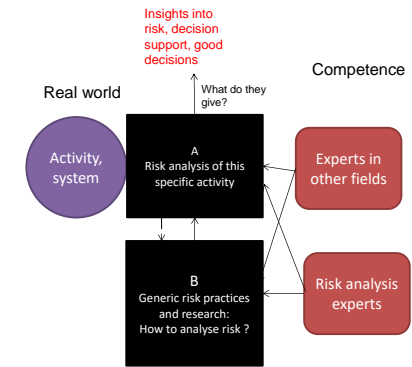 Insights into
risk, decision
support, good
decisions
What do they
give?
Competence
Real world
Activity,
system
A
Risk analysis of this
specific activity
Experts in
other fields
B
Generic risk practices
and research:
How to analyse risk ?
Risk analysis
experts